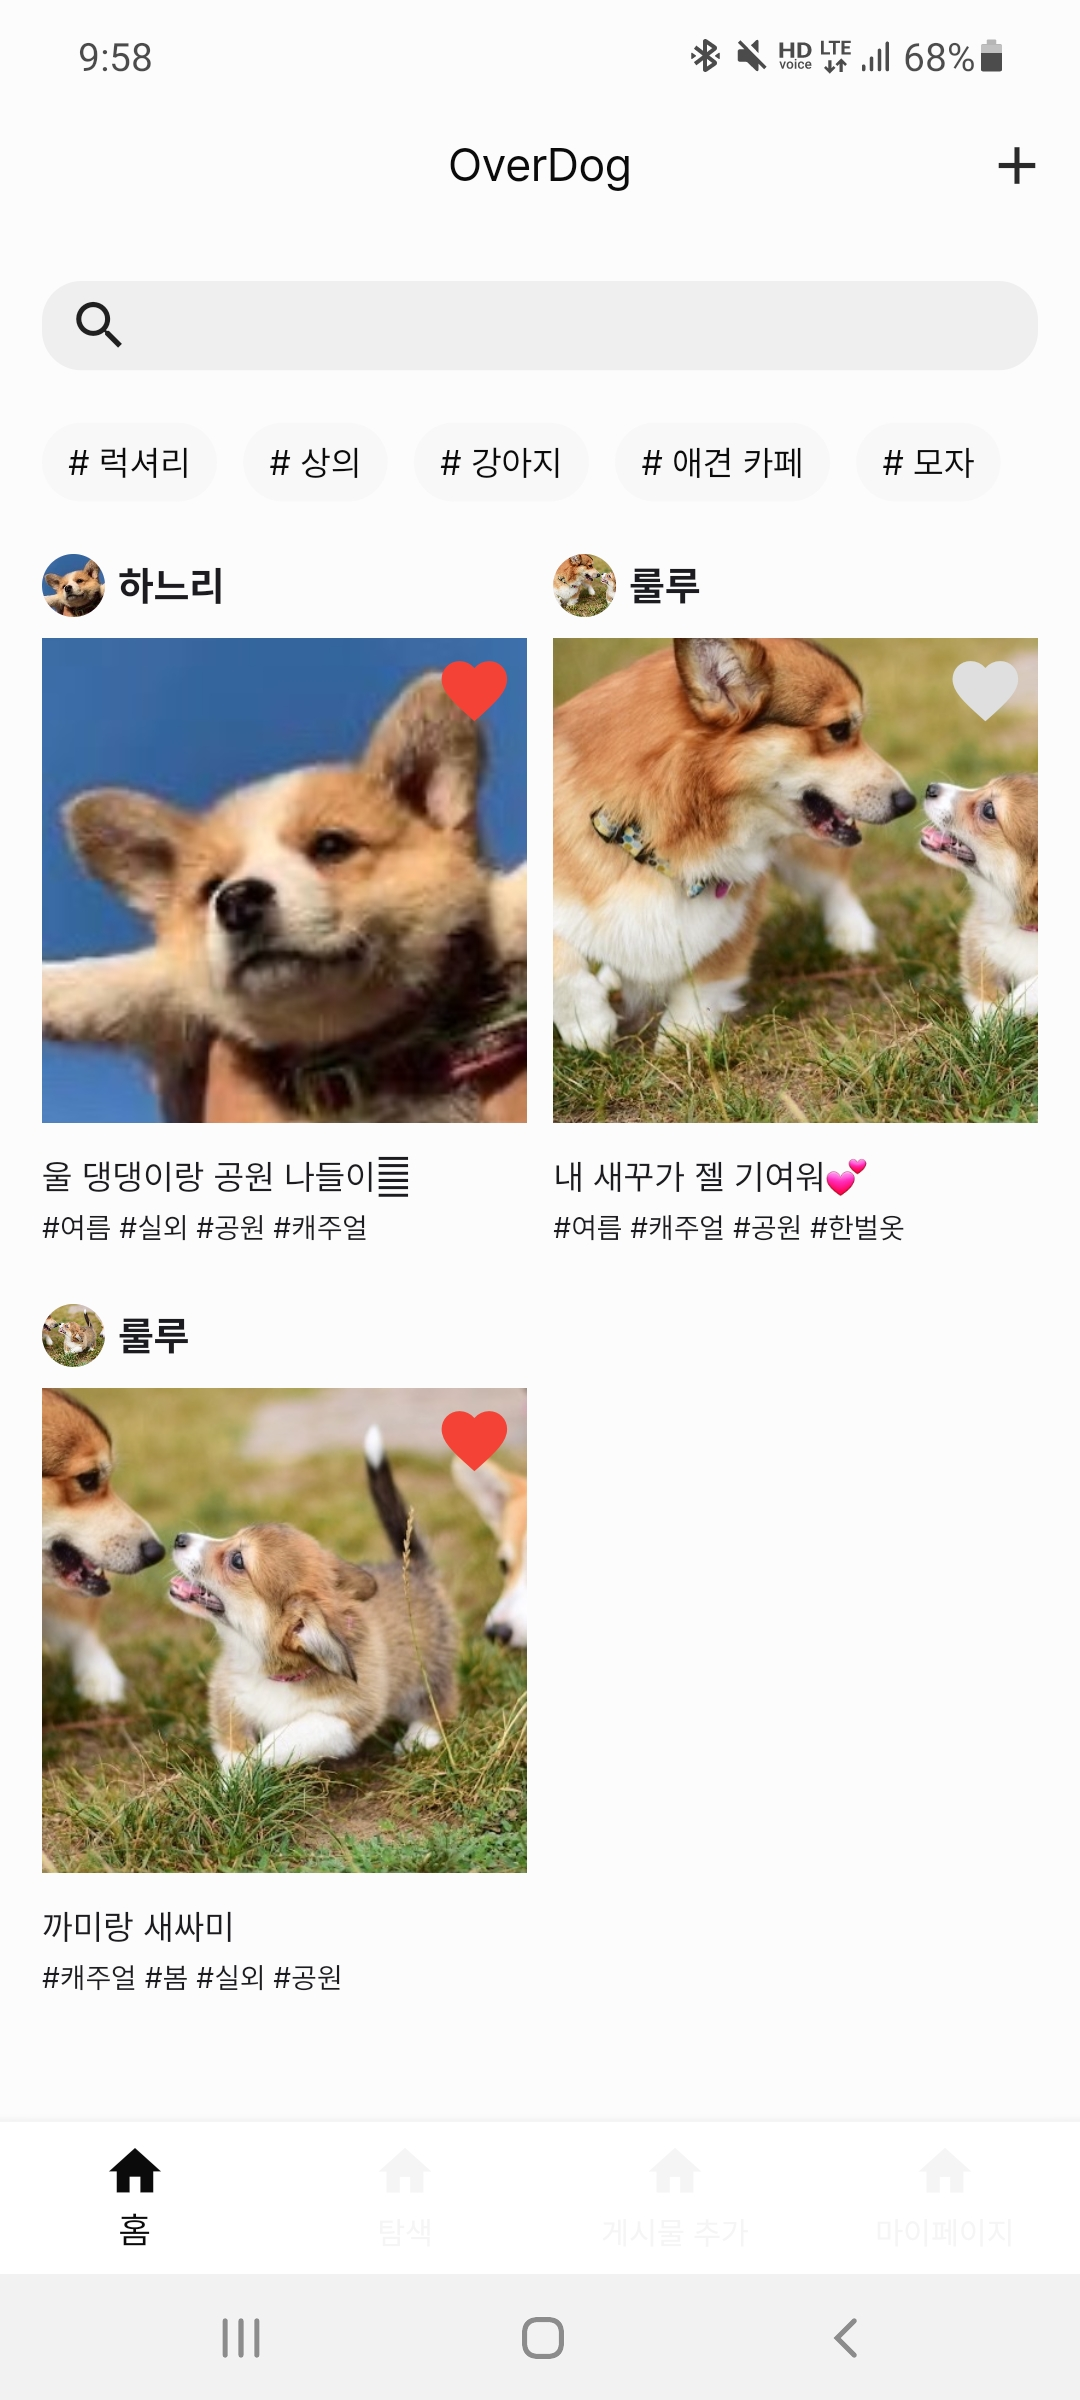 9:58 HD voice LTE 68%
OverDog
# 럭셔리 # 상의 # 강아지 # 애견 카페 # 모자
하느리
울 댕댕이랑 공원 나들이
#여름 #실외 #공원 #캐주얼
룰루
내 새꾸가 젤 기여워💕
#여름 #캐주얼 #공원 #한벌옷
룰루
까미랑 새싸미
#캐주얼 #봄 #실외 #공원
홈 탐색 게시물 추가 마이페이지